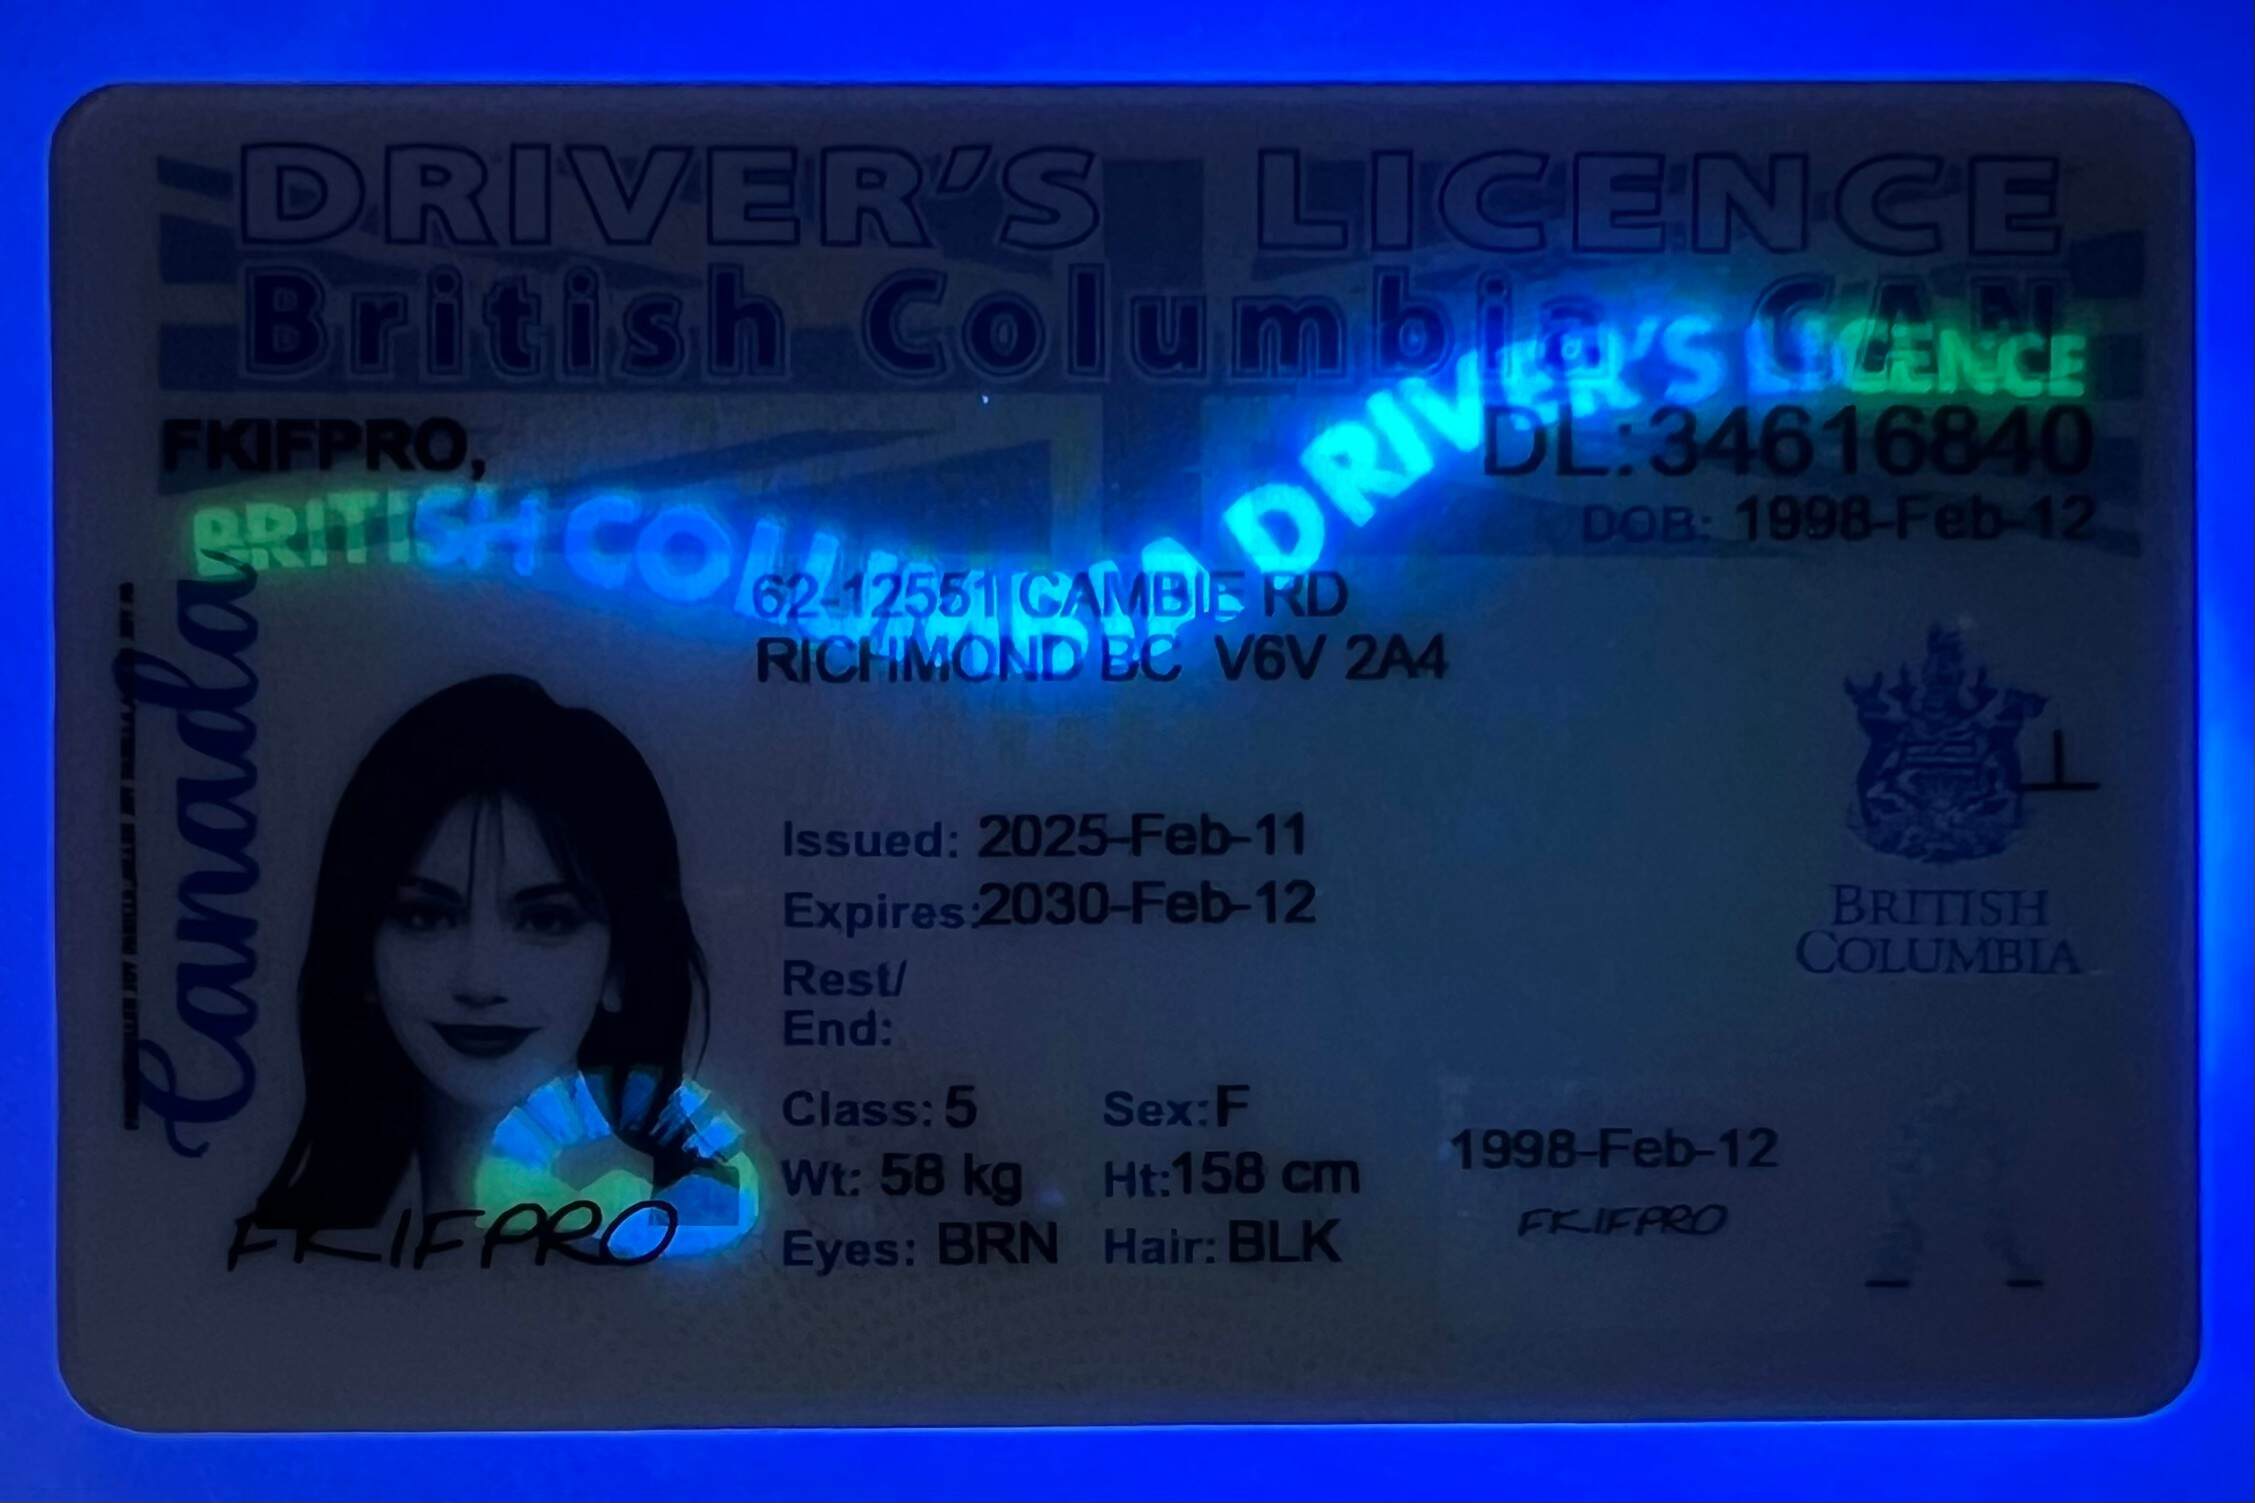 DRIVER'S LICENCE
British Columbia CAN
BRITISH COLUMBIA DRIVER'S LICENCE
FKIFPRO,
DL:34616840
DOB: 1998-Feb-12
62-12551 CAMBIE RD
RICHMOND BC V6V 2A4
Canada
Issued: 2025-Feb-11
Expires:2030-Feb-12
Rest/
End:
Class: 5 Sex:F
Wt: 58 kg Ht:158 cm
Eyes: BRN Hair: BLK
FKIFPRO
BRITISH
COLUMBIA
1998-Feb-12
FKIFPRO